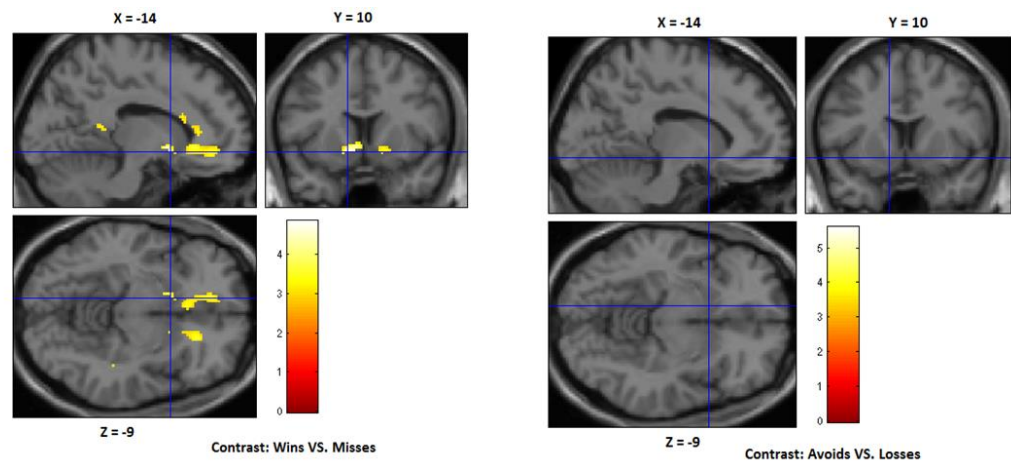 X = -14
Y = 10
4
3
2
1
0
Z = -9
Contrast: Wins VS. Misses
X = -14
Y = 10
5
4
3
2
1
0
Z = -9
Contrast: Avoids VS. Losses